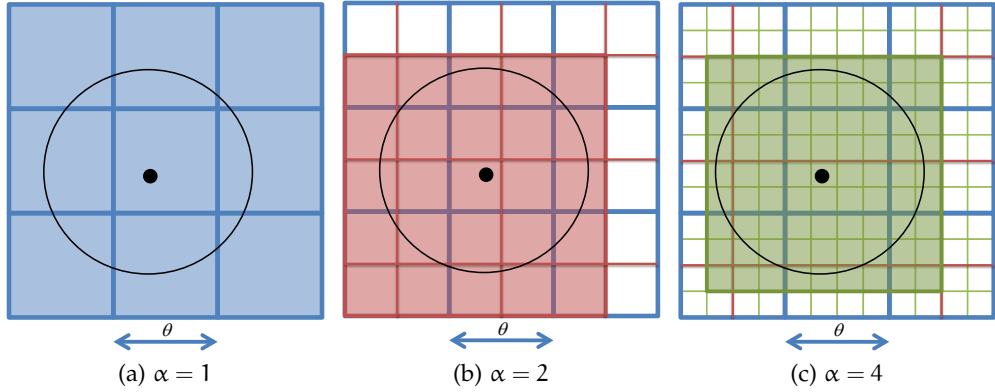 θ θ θ
(a) α = 1 (b) α = 2 (c) α = 4